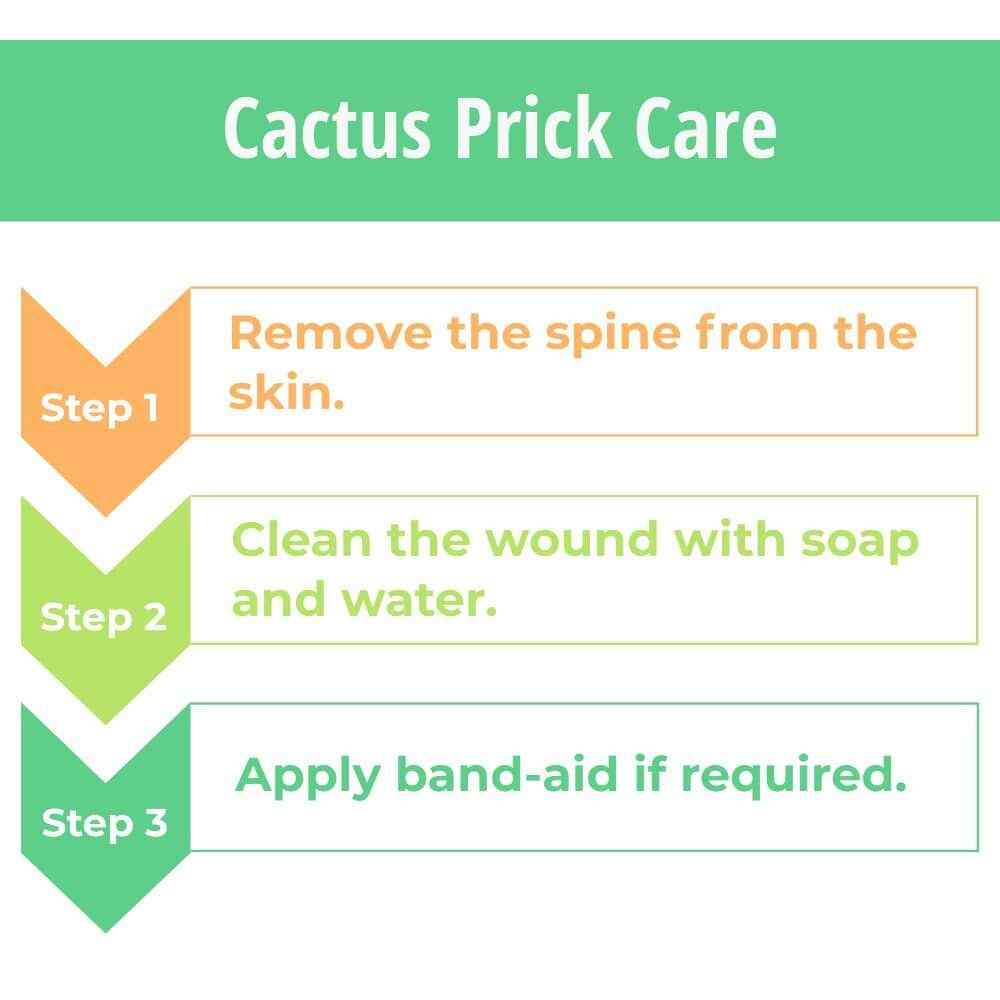 Cactus Prick Care
Step 1
Remove the spine from the
skin.
Step 2
Clean the wound with soap
and water.
Step 3
Apply band-aid if required.